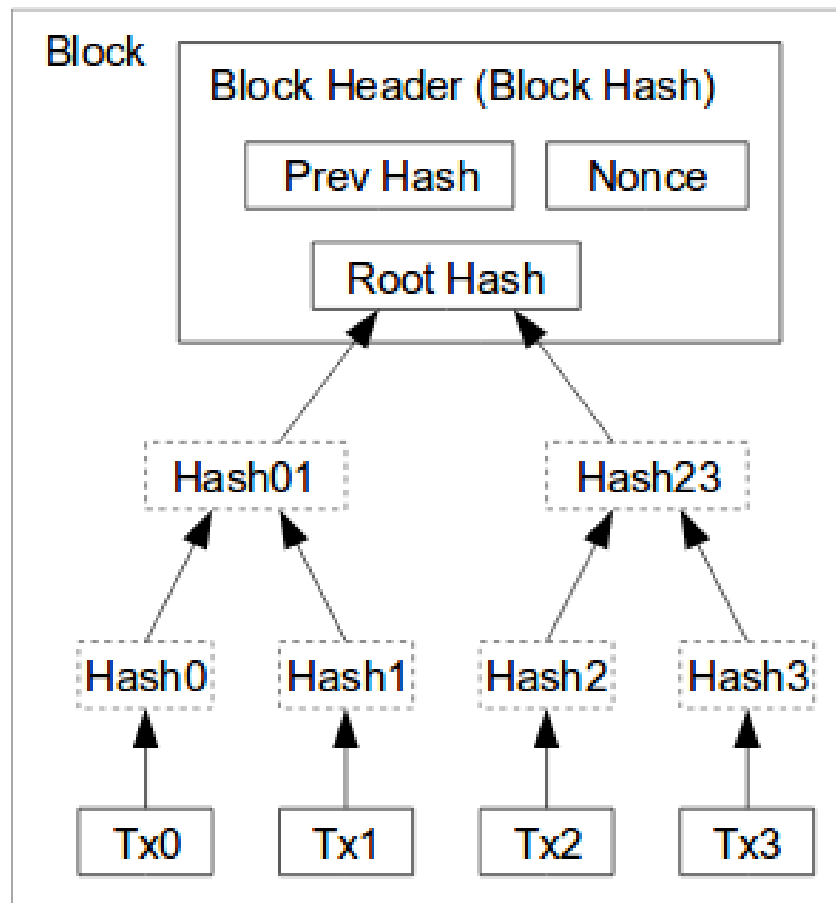 Block
Block Header (Block Hash)
Prev Hash
Nonce
Root Hash
Hash01
Hash23
Hash0
Hash1
Hash2
Hash3
Tx0
Tx1
Tx2
Tx3